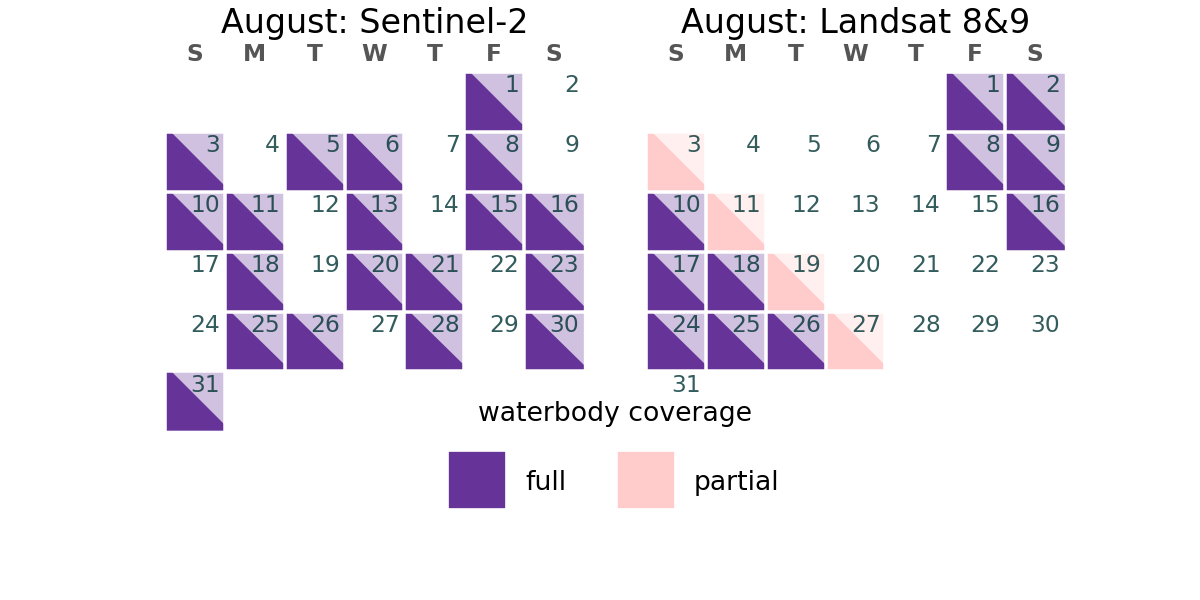 August: Sentinel-2
S M T W T F S
1 2
3 4 5 6 7 8 9
10 11 12 13 14 15 16
17 18 19 20 21 22 23
24 25 26 27 28 29 30
31
August: Landsat 8&9
S M T W T F S
1 2
3 4 5 6 7 8 9
10 11 12 13 14 15 16
17 18 19 20 21 22 23
24 25 26 27 28 29 30
31
waterbody coverage
full
partial